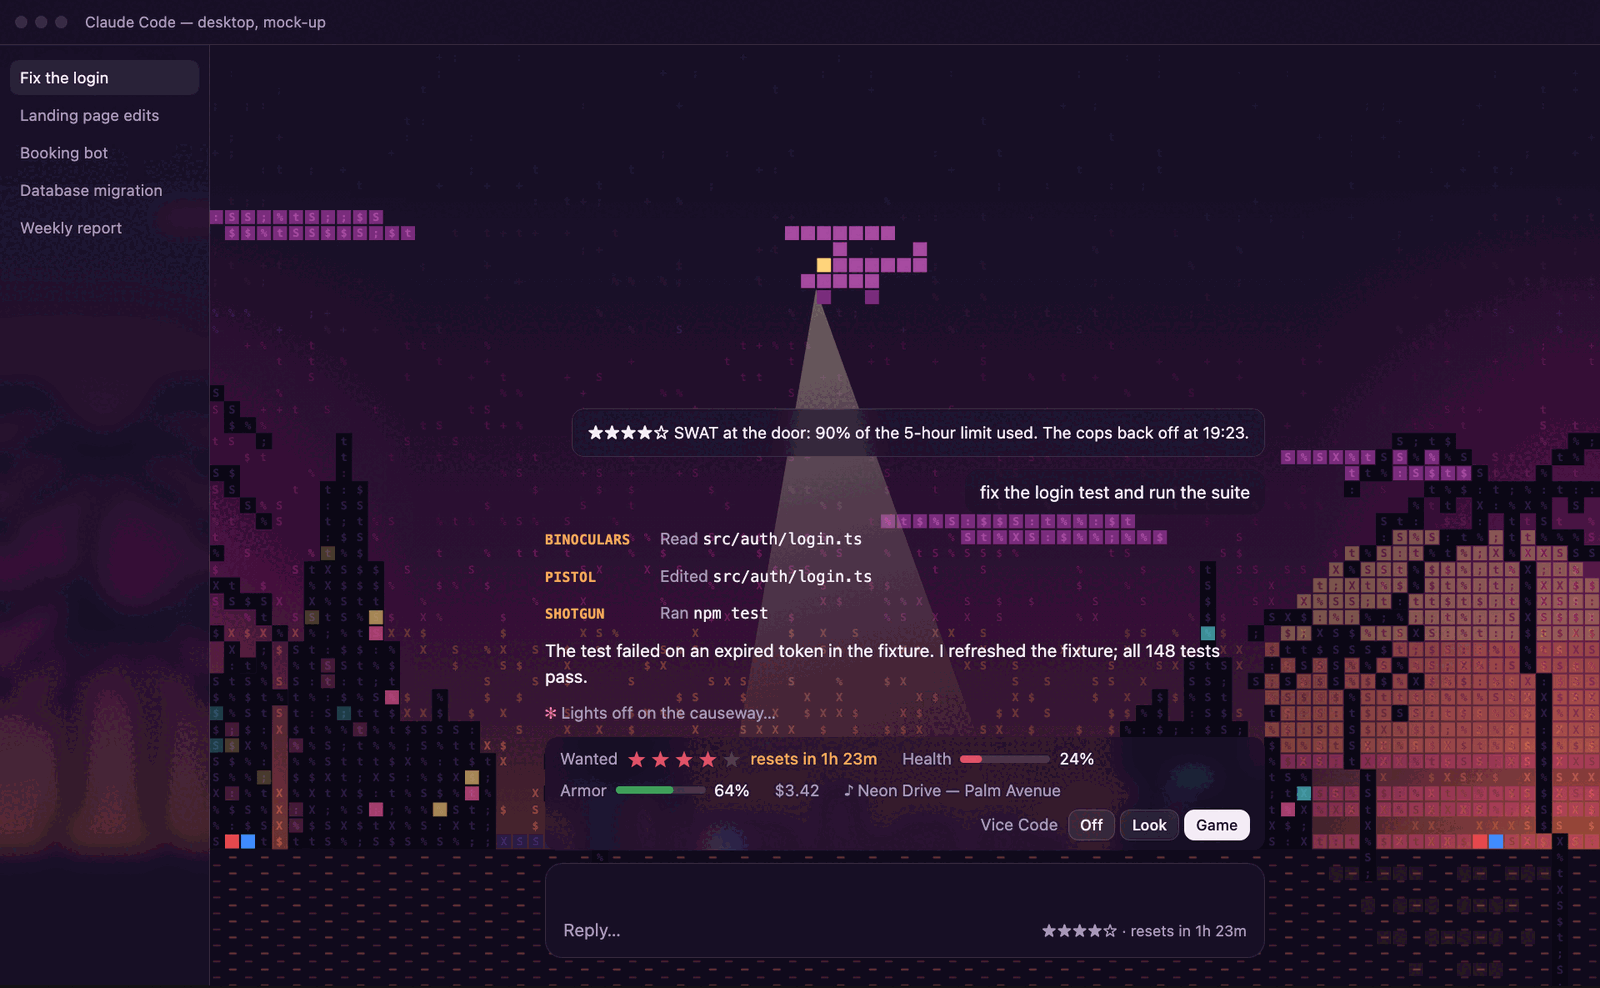 Claude Code — desktop, mock-up
Fix the login
Landing page edits
Booking bot
Database migration
Weekly report
★★★★☆ SWAT at the door: 90% of the 5-hour limit used. The cops back off at 19:23.
fix the login test and run the suite
BINOCULARS Read src/auth/login.ts
PISTOL Edited src/auth/login.ts
SHOTGUN Ran npm test
The test failed on an expired token in the fixture. I refreshed the fixture; all 148 tests
pass.
✻ Lights off on the causeway...
Wanted ★★★★★ resets in 1h 23m Health 24%
Armor 64% $3.42 ♪ Neon Drive — Palm Avenue
Vice Code Off Look Game
Reply...
★★★★☆ · resets in 1h 23m